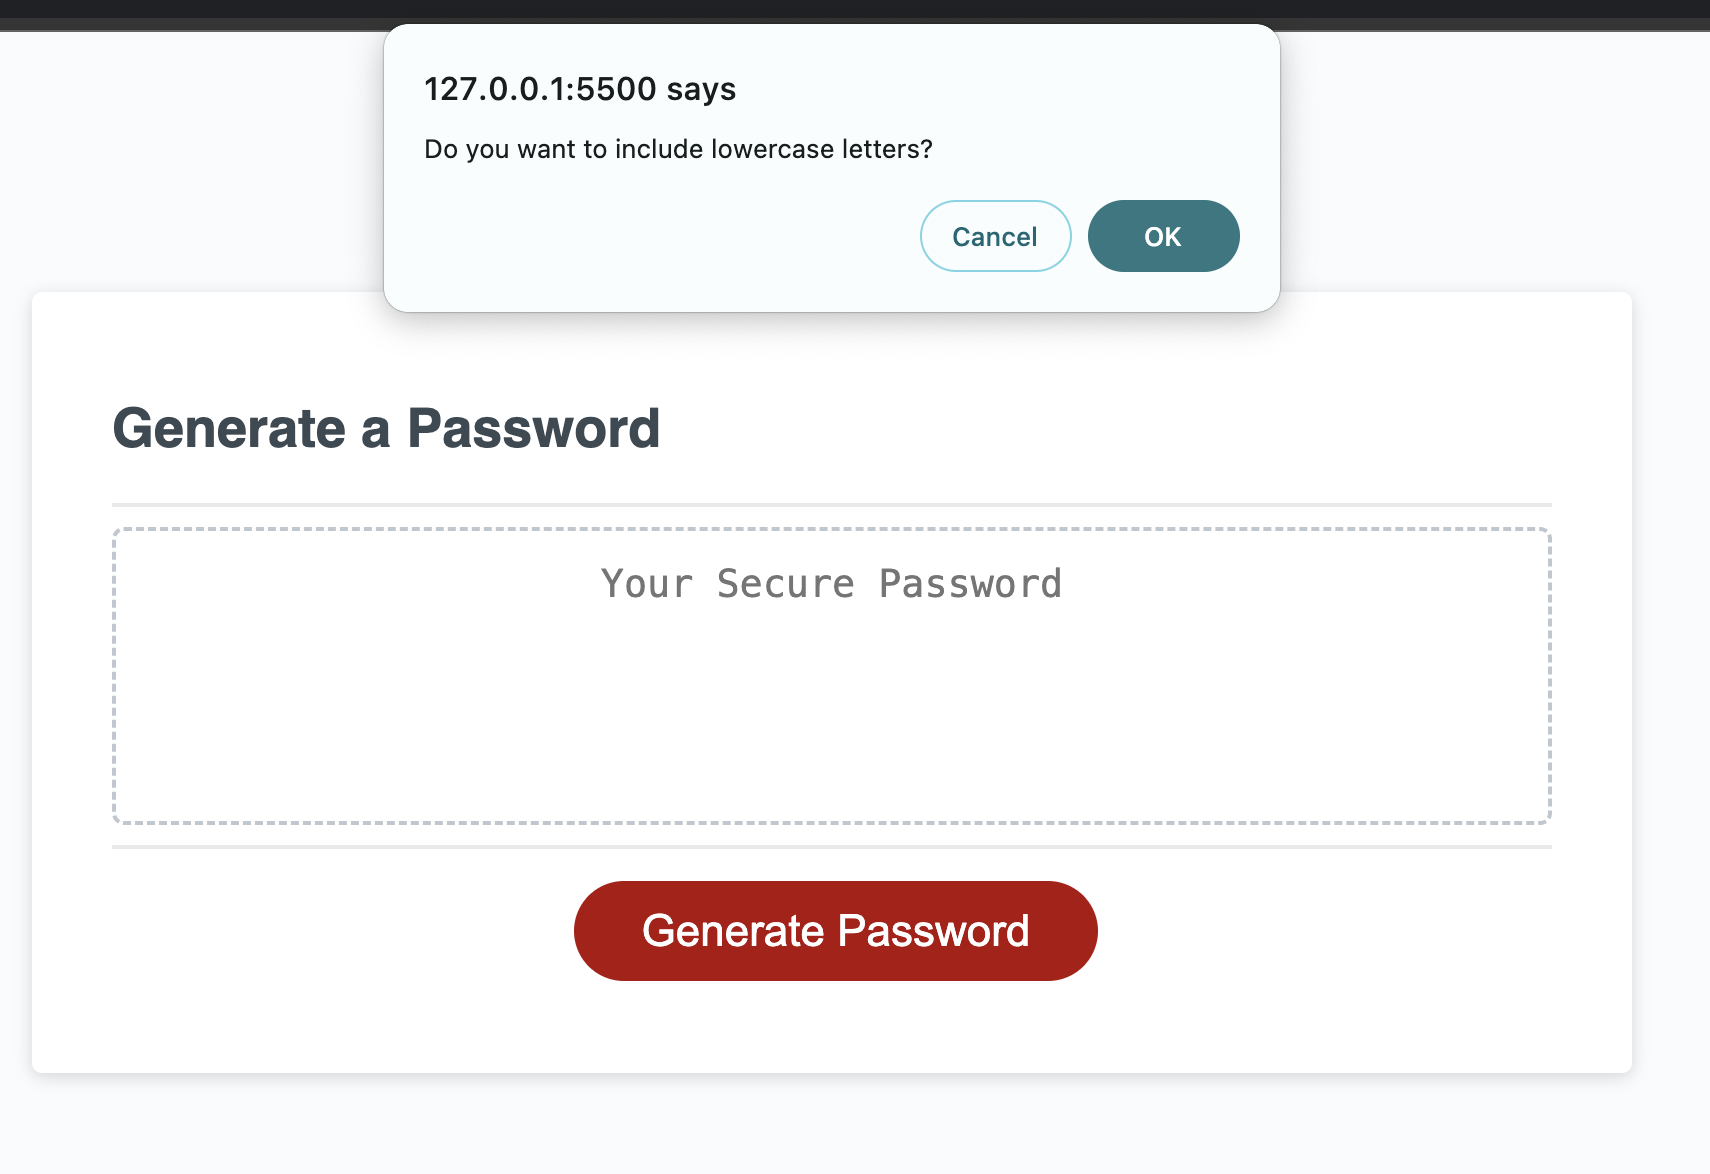 127.0.0.1:5500 says
Do you want to include lowercase letters?
Cancel
OK
Generate a Password
Your Secure Password
Generate Password